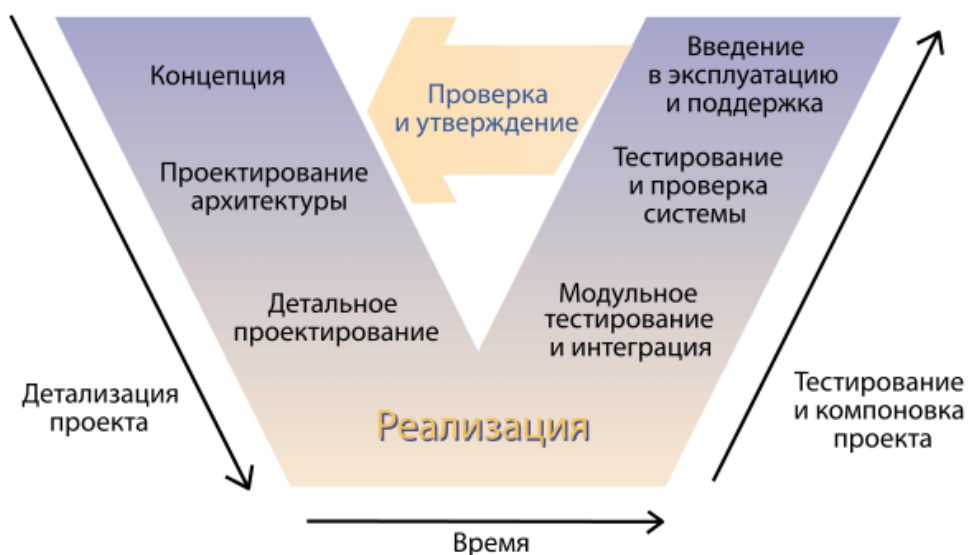 Концепция
Проектирование
архитектуры
Детальное
проектирование
Проверка
и утверждение
Введение
в эксплуатацию
и поддержка
Тестирование
и проверка
системы
Модульное
тестирование
и интеграция
Реализация
Детализация
проекта
Тестирование
и компоновка
проекта
Время